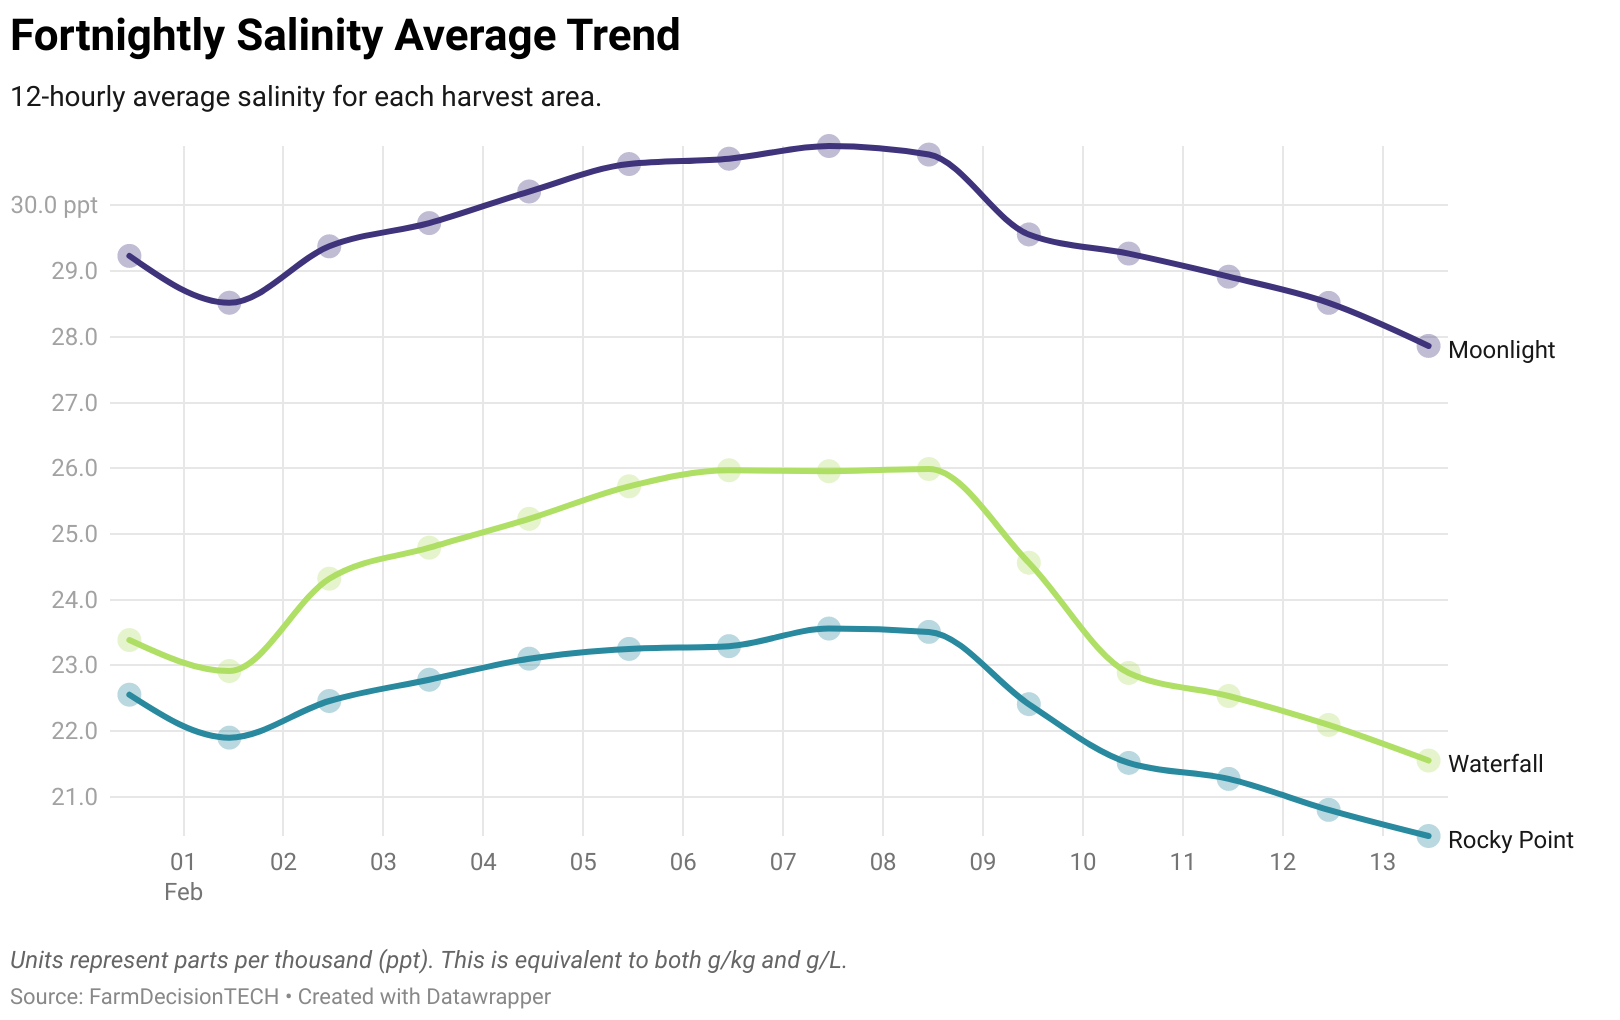 Fortnightly Salinity Average Trend
12-hourly average salinity for each harvest area.
30.0 ppt
29.0
28.0
27.0
26.0
25.0
24.0
23.0
22.0
21.0
Moonlight
Waterfall
Rocky Point
01 02 03 04 05 06 07 08 09 10 11 12 13
Feb
Units represent parts per thousand (ppt). This is equivalent to both g/kg and g/L.
Source: FarmDecisionTECH • Created with Datawrapper